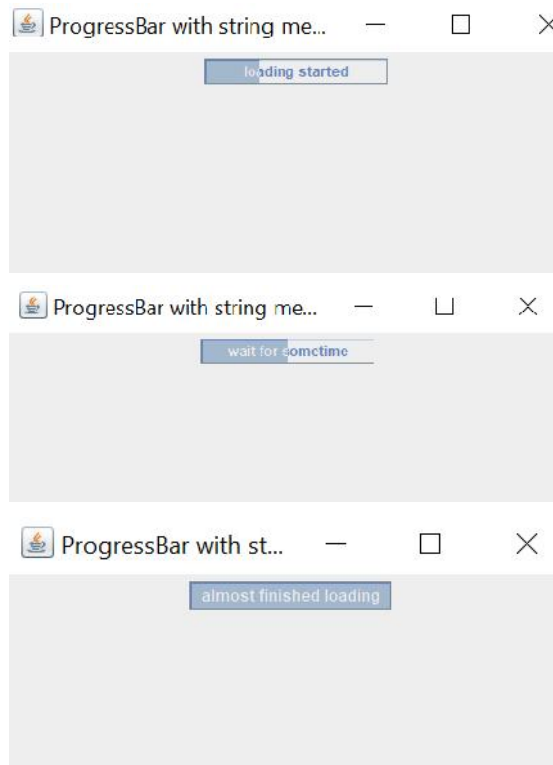 ProgressBar with string me...
loading started
ProgressBar with string me...
wait for sometime
ProgressBar with st...
almost finished loading